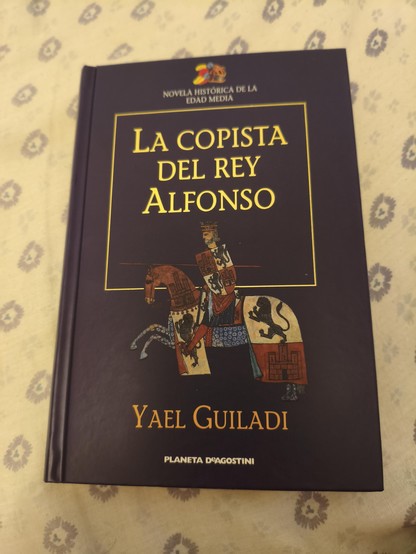 NOVELA HISTÓRICA DE LA
EDAD MEDIA
LA COPISTA
DEL REY
ALFONSO
YAEL GUILADI
PLANETA DeAGOSTINI